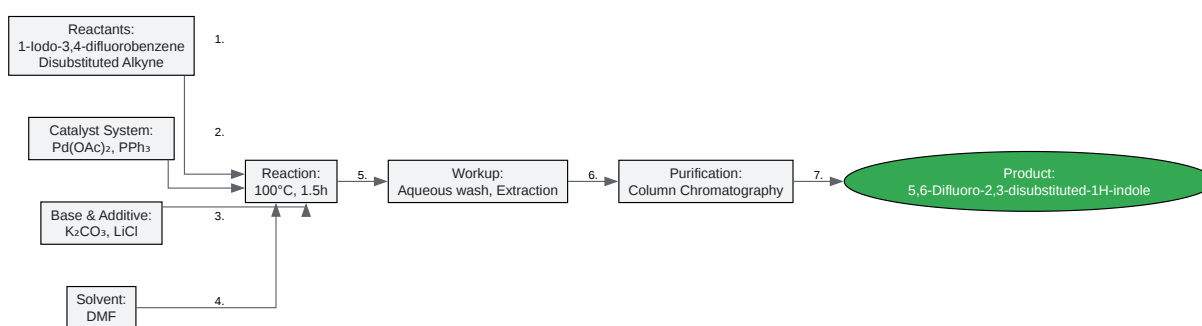 Reactants:
1-Iodo-3,4-difluorobenzene
Disubstituted Alkyne
1.
Catalyst System:
Pd(OAc)₂, PPh₃
2.
Base & Additive:
K₂CO₃, LiCl
3.
Solvent:
DMF
4.
Reaction:
100°C, 1.5h
5.
Workup:
Aqueous wash, Extraction
6.
Purification:
Column Chromatography
7.
Product:
5,6-Difluoro-2,3-disubstituted-1H-indole